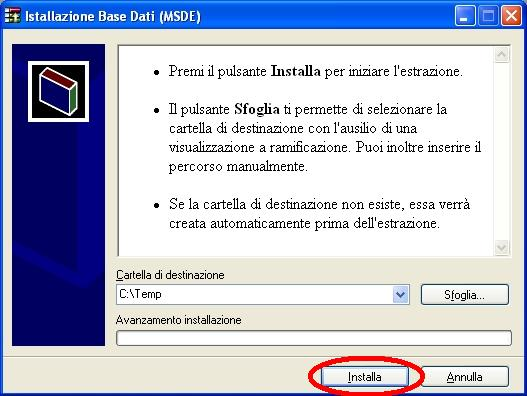 Istallazione Base Dati (MSDE)
• Premi il pulsante Installa per iniziare l'estrazione.
• Il pulsante Sfoglia ti permette di selezionare la
cartella di destinazione con l'ausilio di una
visualizzazione a ramificazione. Puoi inoltre inserire il
percorso manualmente.
• Se la cartella di destinazione non esiste, essa verrà
creata automaticamente prima dell'estrazione.
Cartella di destinazione
C:\Temp
Sfoglia...
Avanzamento installazione
Installa
Annulla